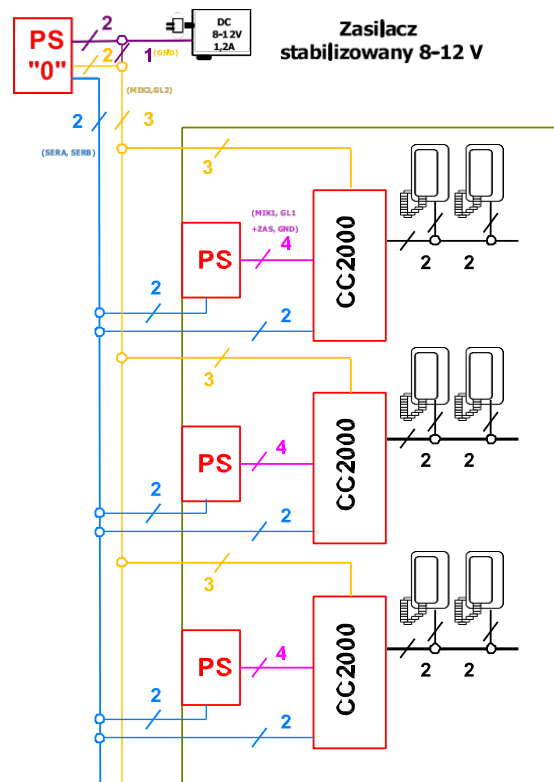 PS
"0"
2
2
1
(GND)
DC
8-12V
1,2A
Zasilacz
stabilizowany 8-12 V
(MIK2,GL2)
2
3
(SERA, SERB)
3
(MIK1, GL1
+ZAS, GND)
PS
4
CC2000
2
2
2
2
3
PS
4
CC2000
2
2
2
2
3
PS
4
CC2000
2
2
2
2